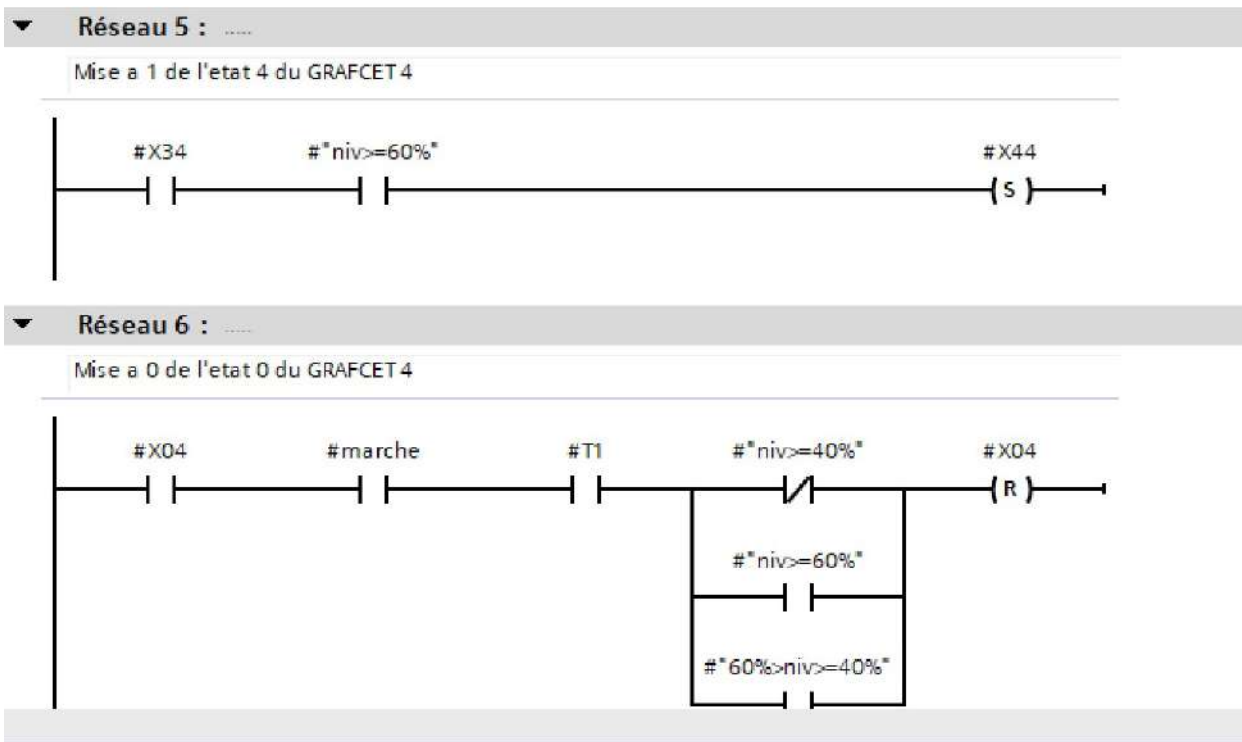 Réseau 5 : .....
Mise a 1 de l'etat 4 du GRAFCET 4
#X34 #"niv>=60%" #X44
S
Réseau 6 : .....
Mise a 0 de l'etat 0 du GRAFCET 4
#X04 #marche #T1 #"niv>=40%" #X04
R
#"niv>=60%"
#"60%>niv>=40%"